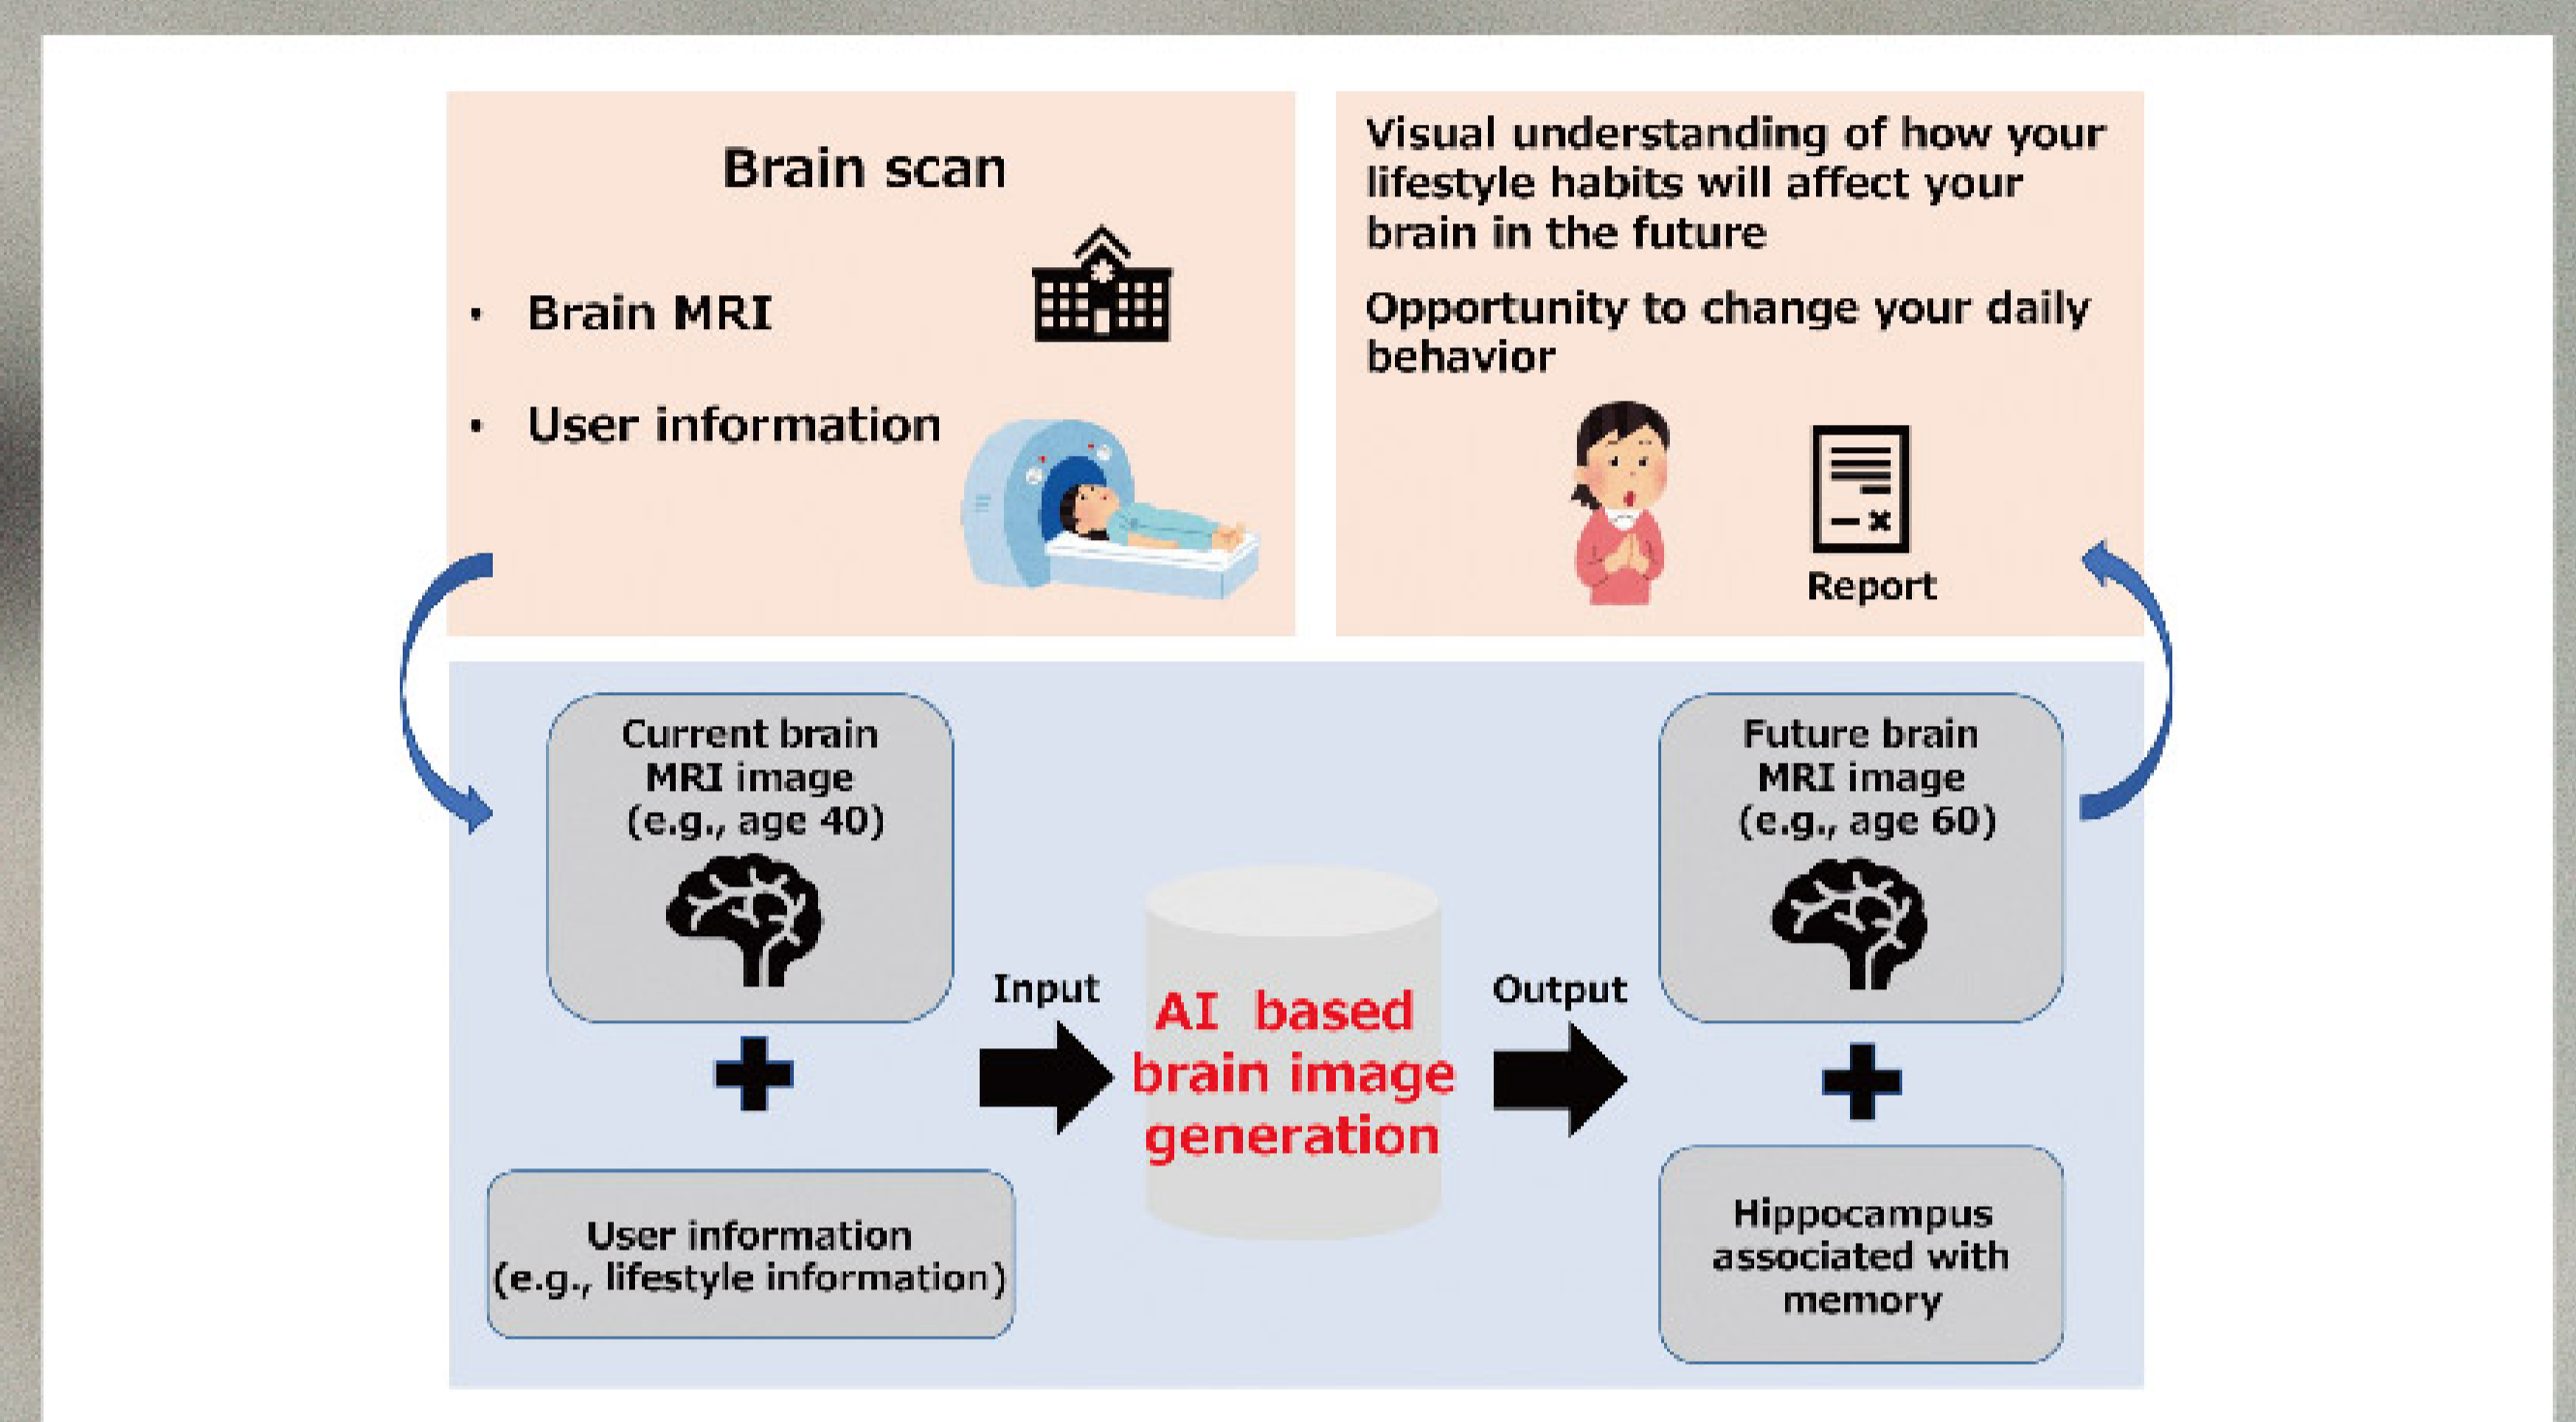 Brain scan
• Brain MRI
• User information
Visual understanding of how your
lifestyle habits will affect your
brain in the future
Opportunity to change your daily
behavior
Report
Current brain
MRI image
(e.g., age 40)
User information
(e.g., lifestyle information)
Input
AI based
brain image
generation
Output
Future brain
MRI image
(e.g., age 60)
Hippocampus
associated with
memory